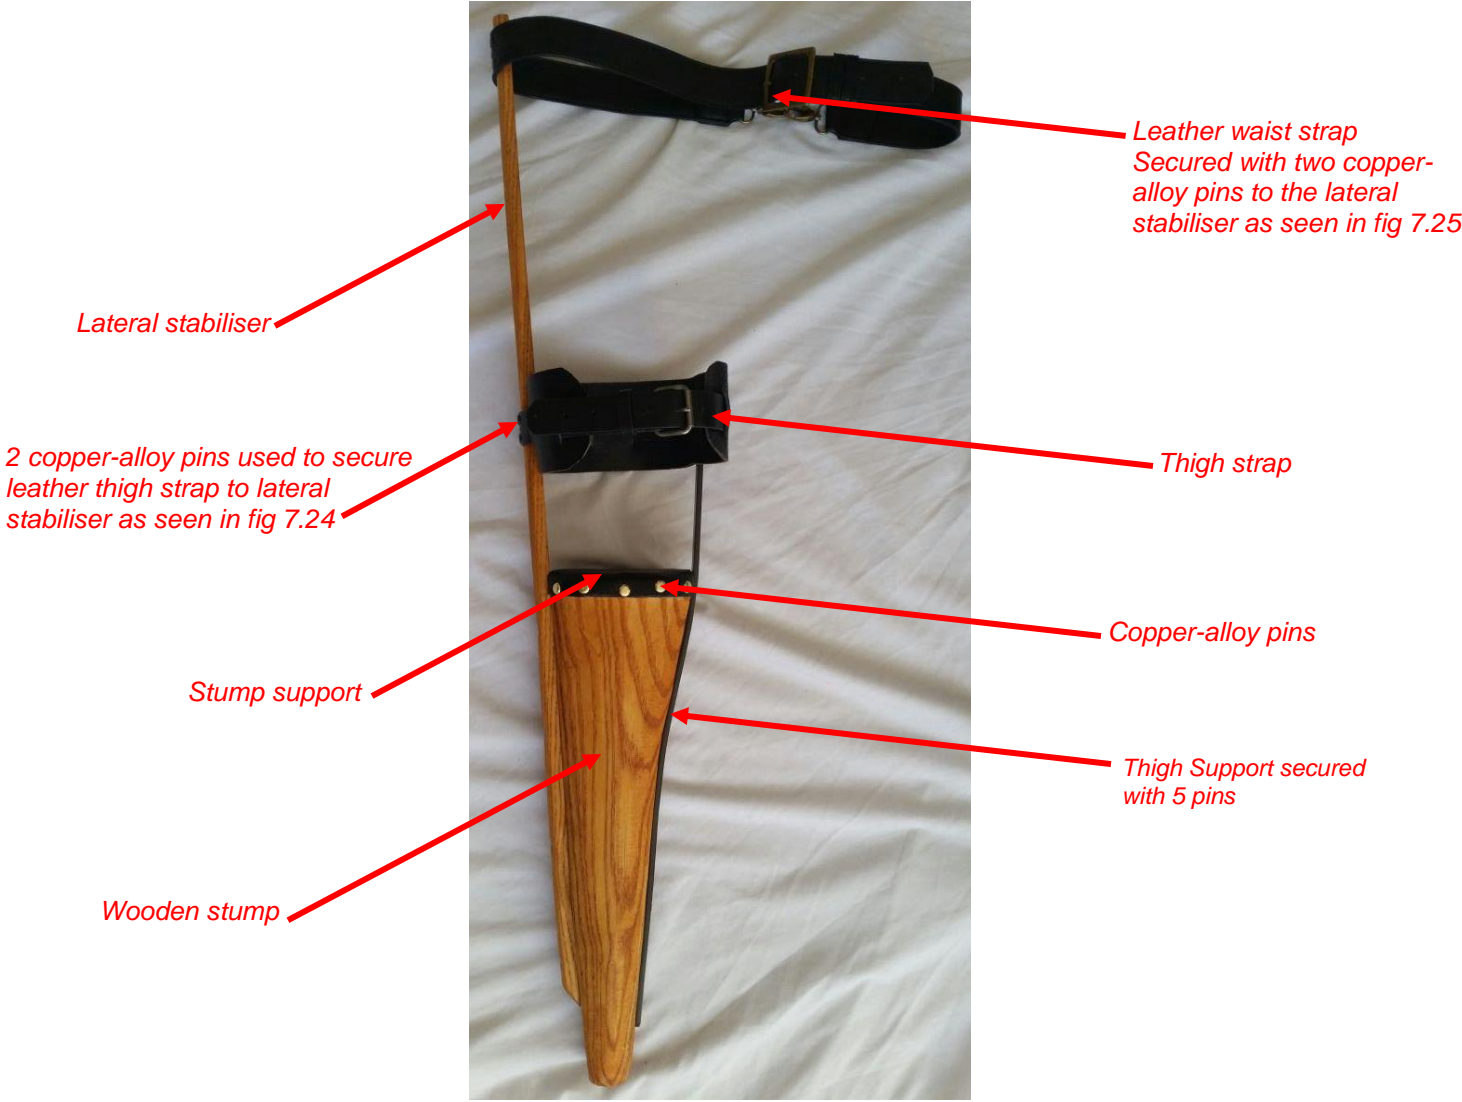 Leather waist strap
Secured with two copper-
alloy pins to the lateral
stabiliser as seen in fig 7.25
Lateral stabiliser
2 copper-alloy pins used to secure
leather thigh strap to lateral
stabiliser as seen in fig 7.24
Thigh strap
Copper-alloy pins
Stump support
Thigh Support secured
with 5 pins
Wooden stump